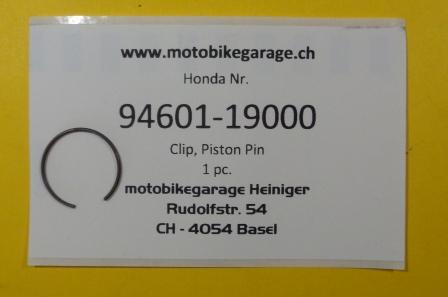 www.motobikegarage.ch
Honda Nr.
94601-19000
Clip, Piston Pin
1 pc.
motobikegarage Heiniger
Rudolfstr. 54
CH - 4054 Basel